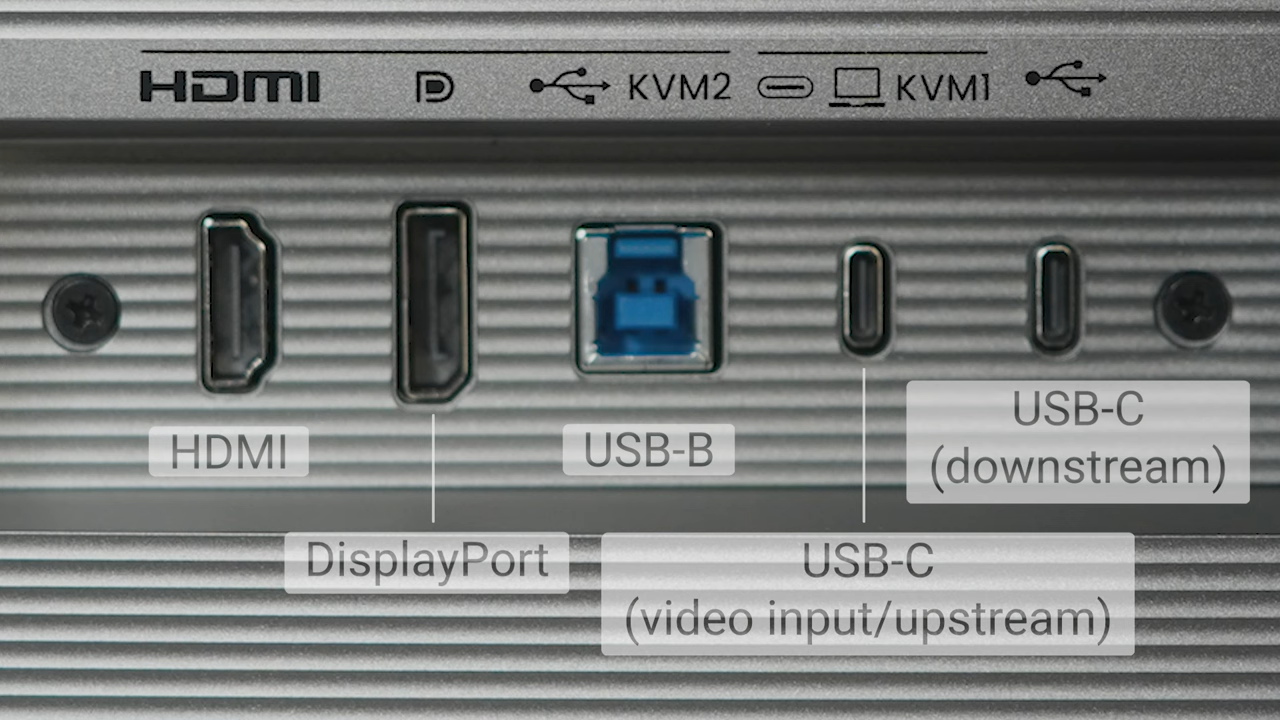 HDMI
KVM2
KVM1
HDMI
USB-B
USB-C
(downstream)
DisplayPort
USB-C
(video input/upstream)